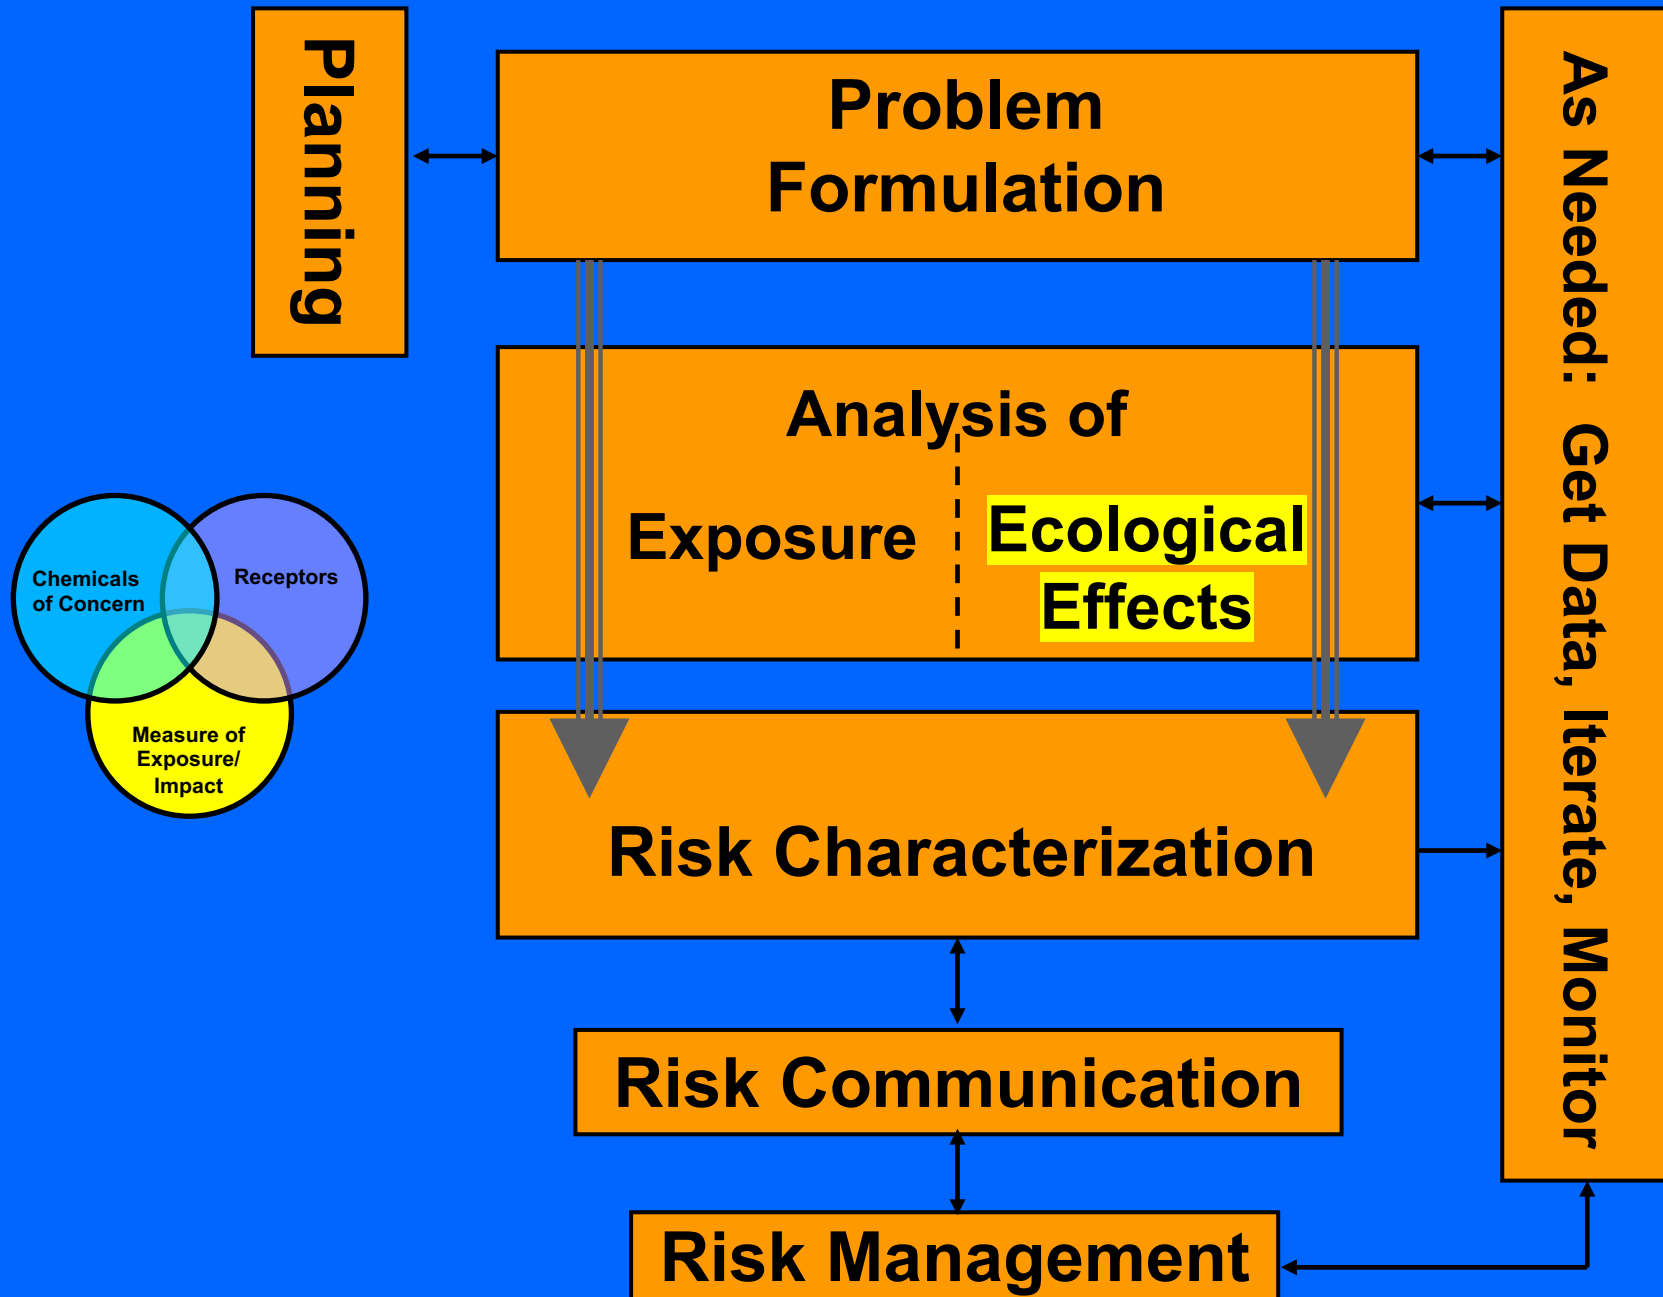 Planning
Problem
Formulation
As Needed: Get Data, Iterate, Monitor
Analysis of
Exposure
Ecological
Effects
Chemicals
of Concern
Receptors
Measure of
Exposure/
Impact
Risk Characterization
Risk Communication
Risk Management